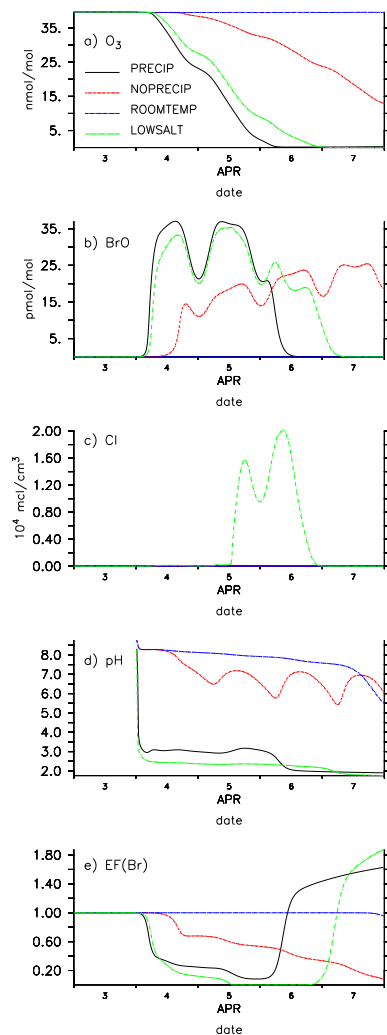 a) O3
nmol/mol
35.
25.
15.
5.
PRECIP
NOPRECIP
ROOMTEMP
LOWSALT
3 4 5 6 7
APR
date
b) BrO
pmol/mol
35.
25.
15.
5.
3 4 5 6 7
APR
date
c) Cl
10^4 mcl/cm^3
2.00
1.60
1.20
0.80
0.40
0.00
3 4 5 6 7
APR
date
d) pH
8.0
7.0
6.0
5.0
4.0
3.0
2.0
3 4 5 6 7
APR
date
e) EF(Br)
1.80
1.40
1.00
0.60
0.20
3 4 5 6 7
APR
date